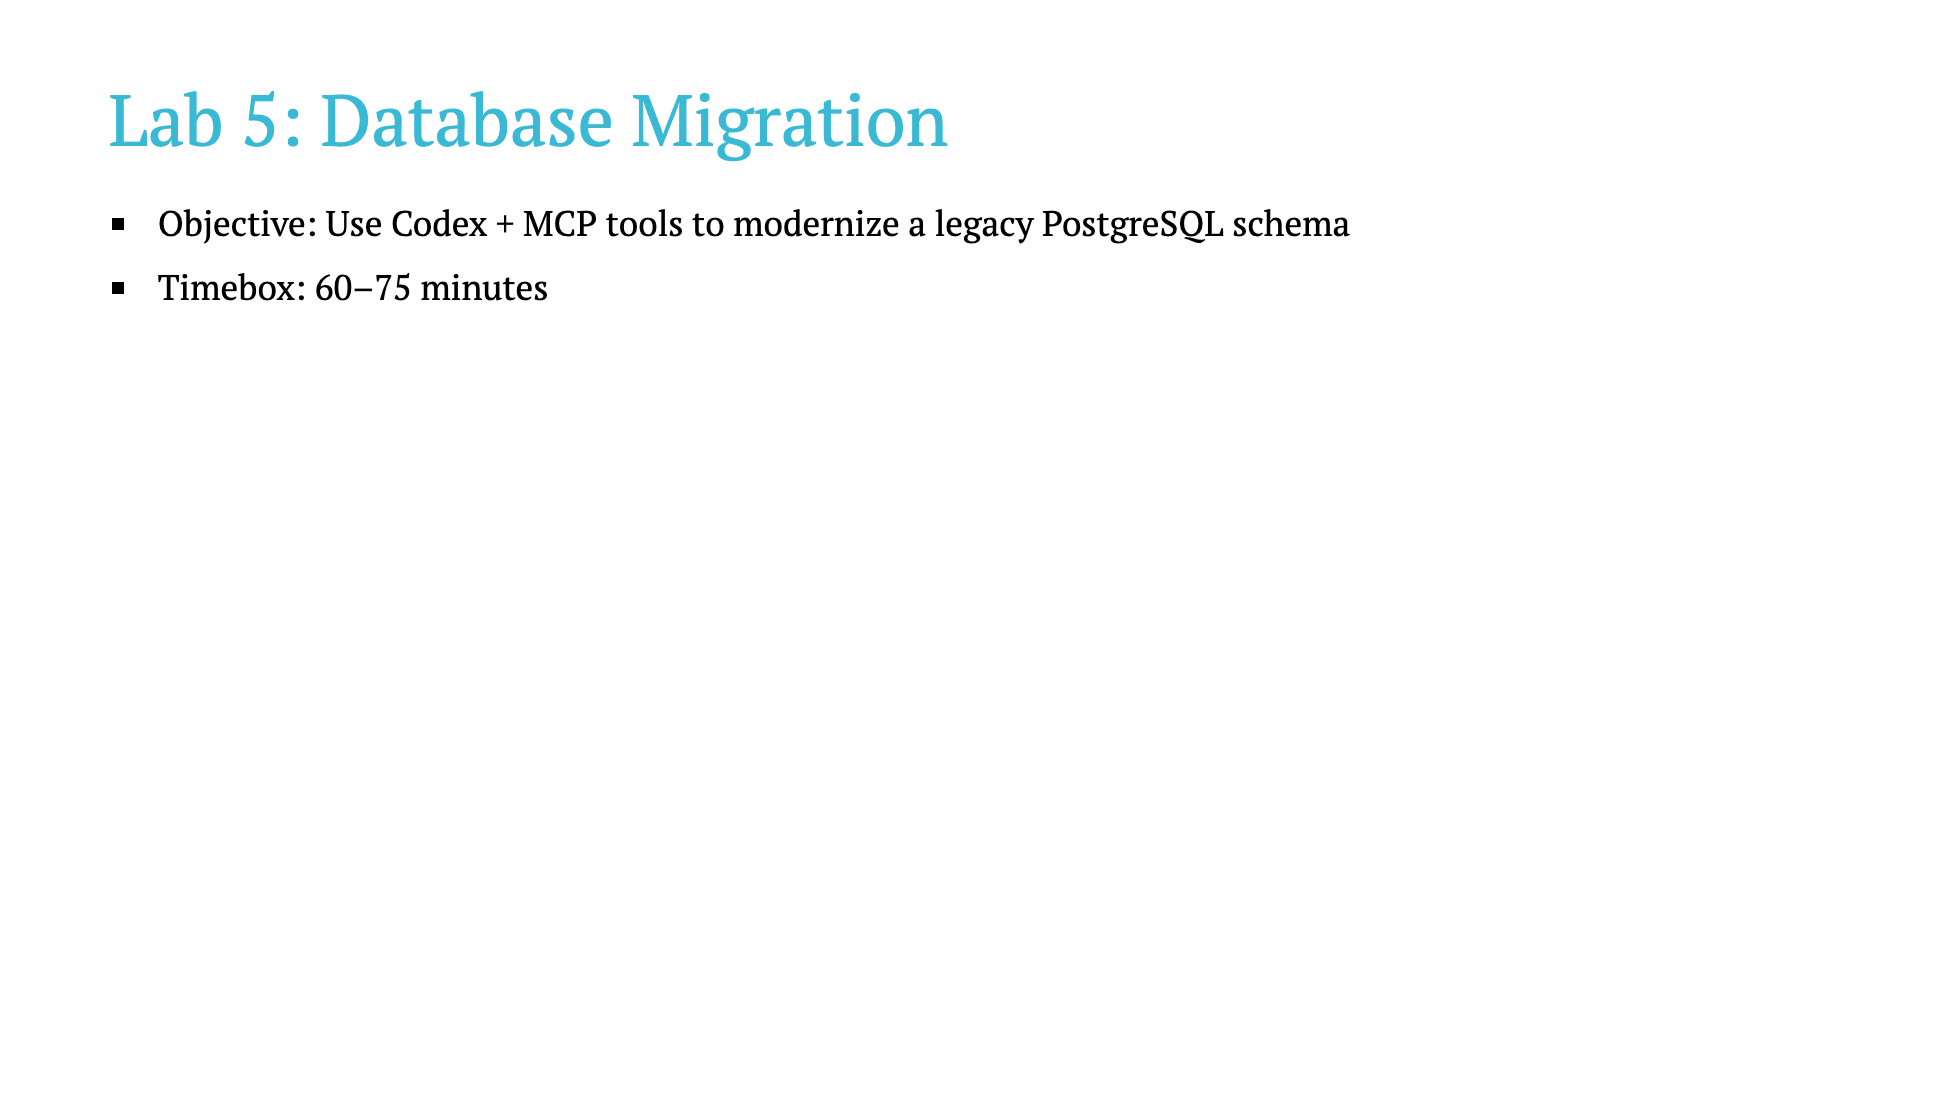 Lab 5: Database Migration
▪ Objective: Use Codex + MCP tools to modernize a legacy PostgreSQL schema
▪ Timebox: 60–75 minutes